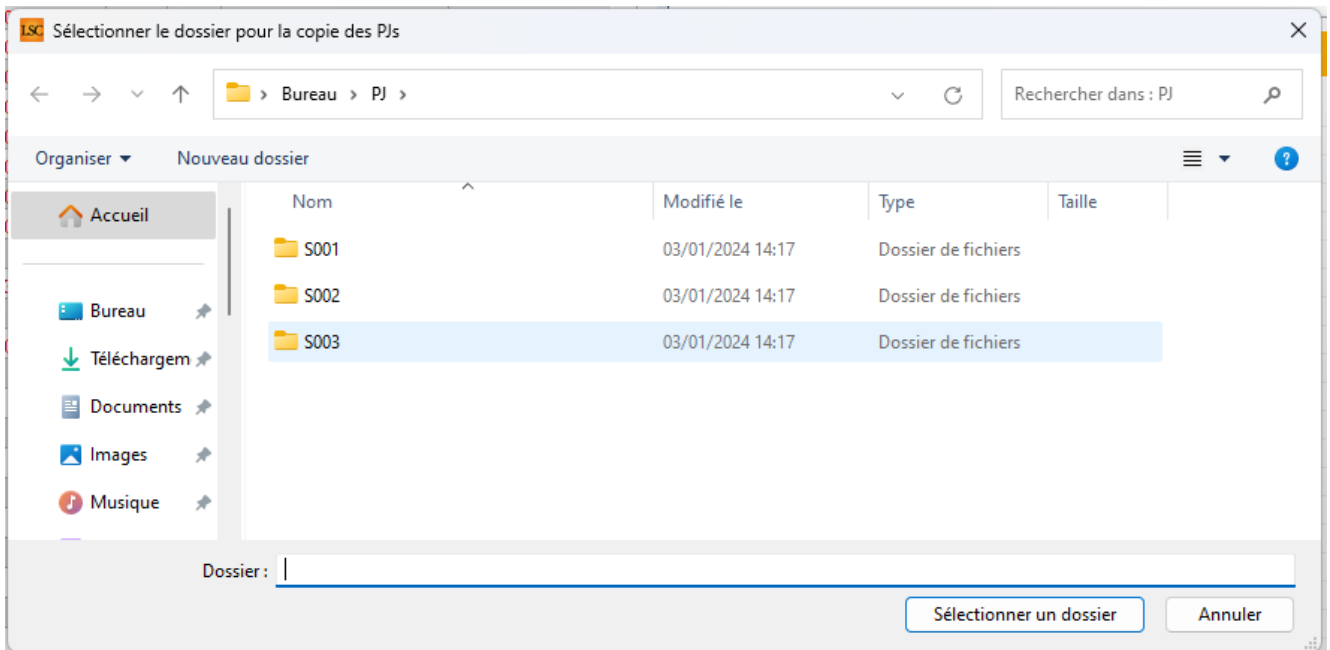 LSC Sélectionner le dossier pour la copie des PJs
Bureau > PJ >
Rechercher dans : PJ
Organiser Nouveau dossier
Accueil
Bureau
Téléchargem
Documents
Images
Musique
Nom Modifié le Type Taille
S001 03/01/2024 14:17 Dossier de fichiers
S002 03/01/2024 14:17 Dossier de fichiers
S003 03/01/2024 14:17 Dossier de fichiers
Dossier :
Sélectionner un dossier Annuler